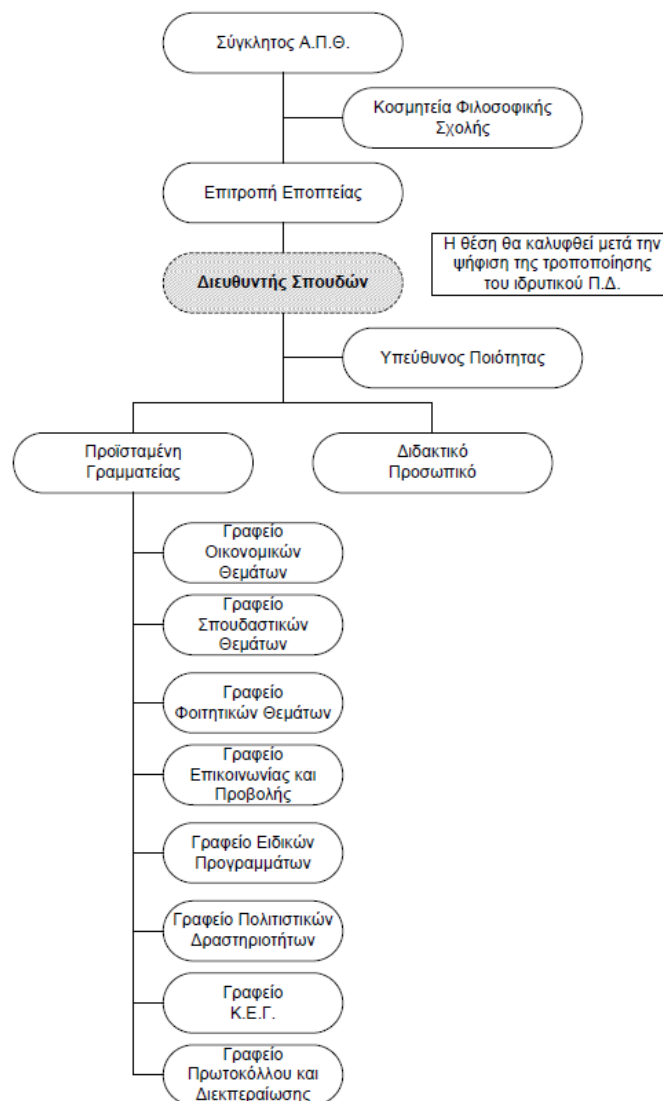 Σύγκλητος Α.Π.Θ.
Κοσμητεία Φιλοσοφικής
Σχολής
Επιτροπή Εποπτείας
Διευθυντής Σπουδών
Η θέση θα καλυφθεί μετά την
ψήφιση της τροποποίησης
του ιδρυτικού Π.Δ.
Υπεύθυνος Ποιότητας
Προϊσταμένη
Γραμματείας
Διδακτικό
Προσωπικό
Γραφείο
Οικονομικών
Θεμάτων
Γραφείο
Σπουδαστικών
Θεμάτων
Γραφείο
Φοιτητικών Θεμάτων
Γραφείο
Επικοινωνίας και
Προβολής
Γραφείο Ειδικών
Προγραμμάτων
Γραφείο Πολιτιστικών
Δραστηριοτήτων
Γραφείο
Κ.Ε.Γ.
Γραφείο
Πρωτοκόλλου και
Διεκπεραίωσης